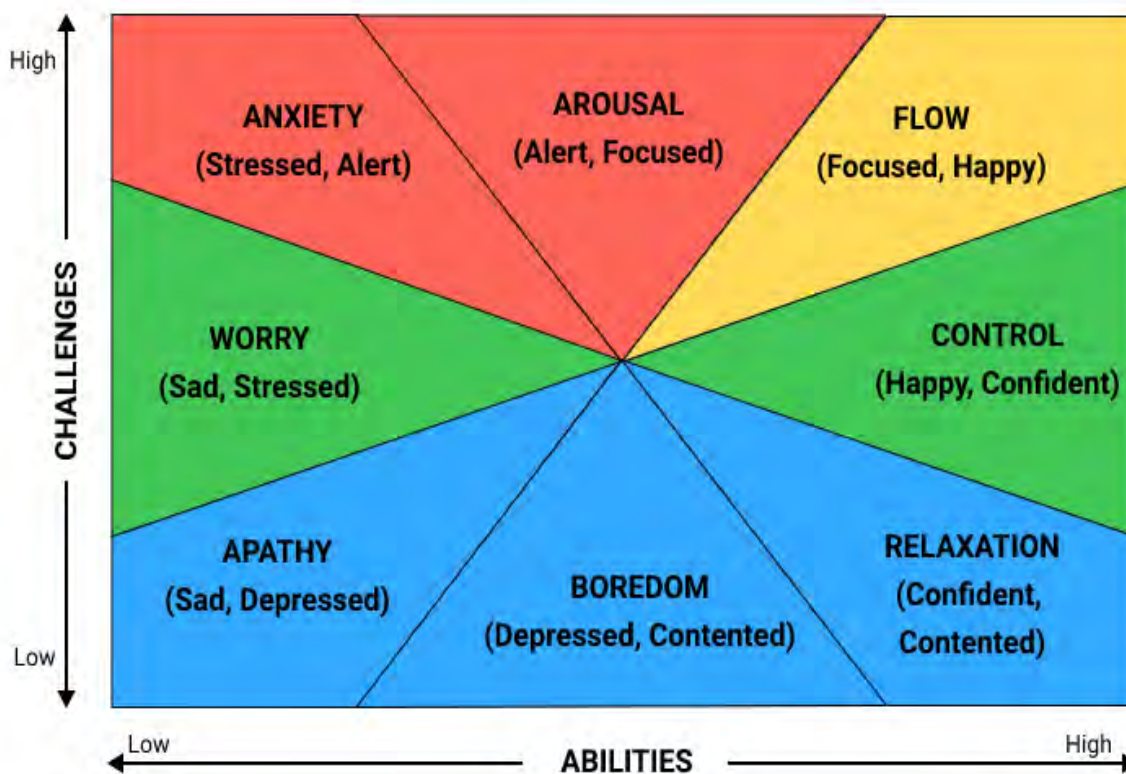 High
CHALLENGES
Low
ANXIETY
(Stressed, Alert)
AROUSAL
(Alert, Focused)
FLOW
(Focused, Happy)
WORRY
(Sad, Stressed)
CONTROL
(Happy, Confident)
APATHY
(Sad, Depressed)
BOREDOM
(Depressed, Contented)
RELAXATION
(Confident,
Contented)
Low
ABILITIES
High